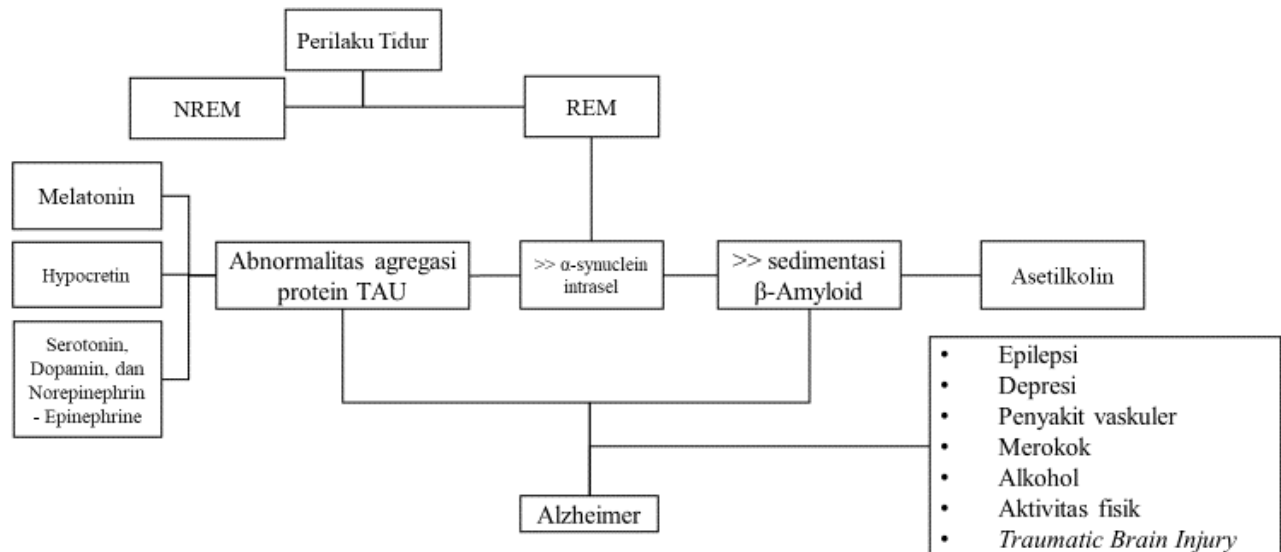 Perilaku Tidur
NREM
REM
Melatonin
Hypocretin
Serotonin,
Dopamin, dan
Norepinephrin
- Epinephrine
Abnormalitas agregasi
protein TAU
>> α-synuclein
intrasel
>> sedimentasi
β-Amyloid
Asetilkolin
• Epilepsi
• Depresi
• Penyakit vaskuler
• Merokok
• Alkohol
• Aktivitas fisik
• Traumatic Brain Injury
Alzheimer